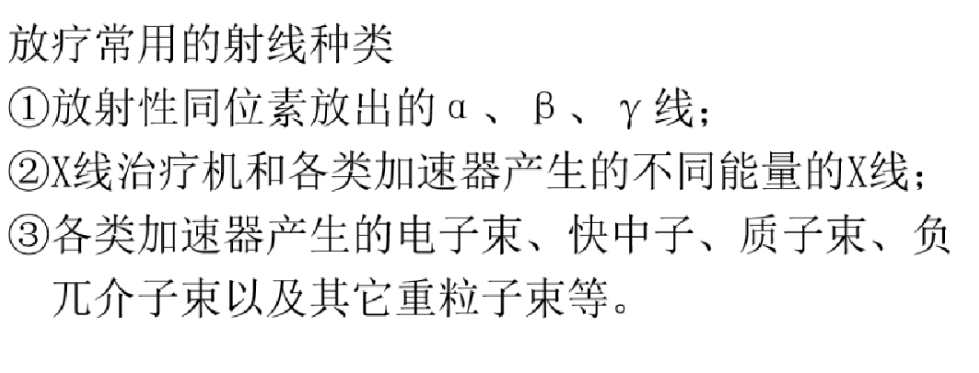 放疗常用的射线种类
①放射性同位素放出的α、β、γ线；
②X线治疗机和各类加速器产生的不同能量的X线；
③各类加速器产生的电子束、快中子、质子束、负
兀介子束以及其它重粒子束等。